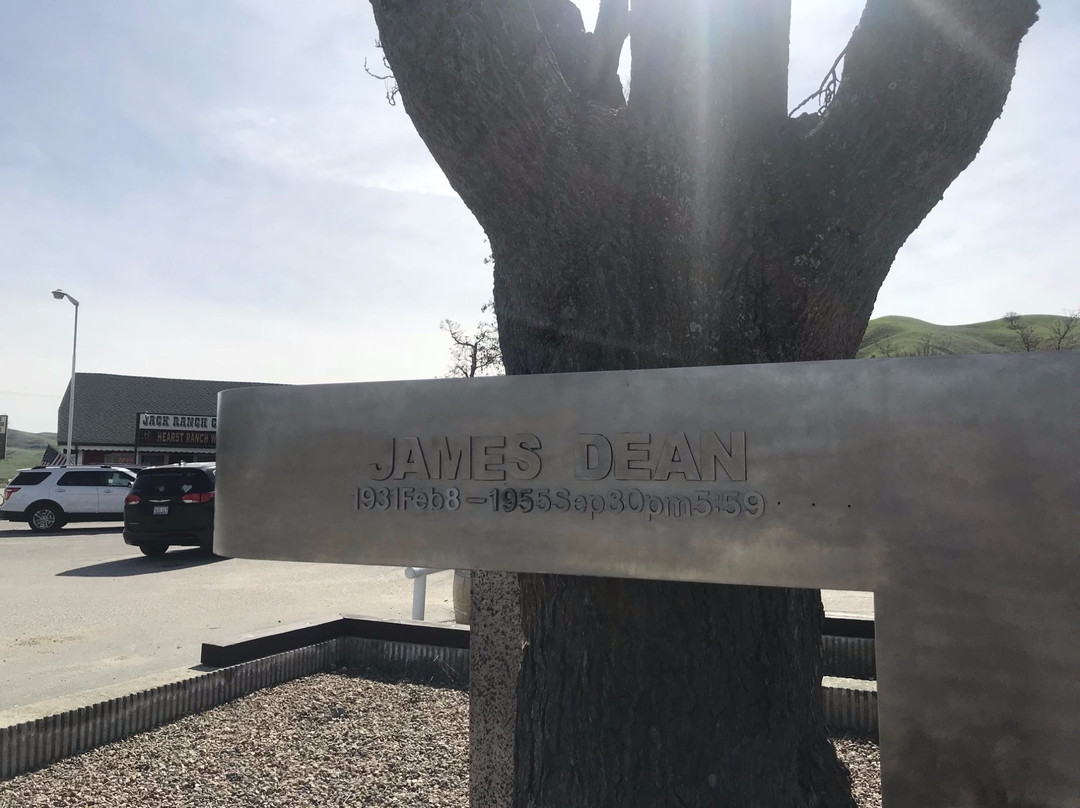 JACK RANCH C
HEARST RANCH W
JAMES DEAN
1931Feb8–1955Sep30pm5:59